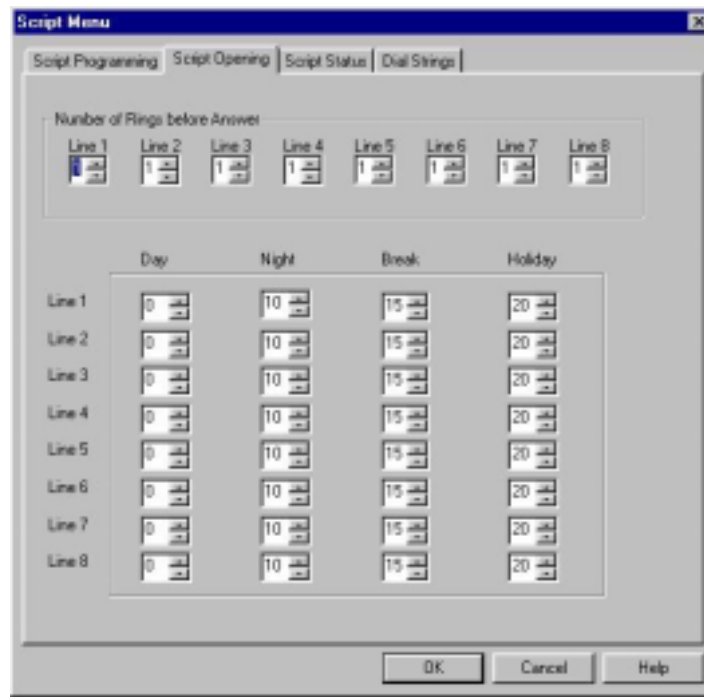 Script Menu
Script Programming Script Opening Script Status Dial Strings
Number of Rings before Answer
Line 1 Line 2 Line 3 Line 4 Line 5 Line 6 Line 7 Line 8
1 1 1 1 1 1 1 1
Day Night Break Holiday
Line 1 0 10 15 20
Line 2 0 10 15 20
Line 3 0 10 15 20
Line 4 0 10 15 20
Line 5 0 10 15 20
Line 6 0 10 15 20
Line 7 0 10 15 20
Line 8 0 10 15 20
OK Cancel Help